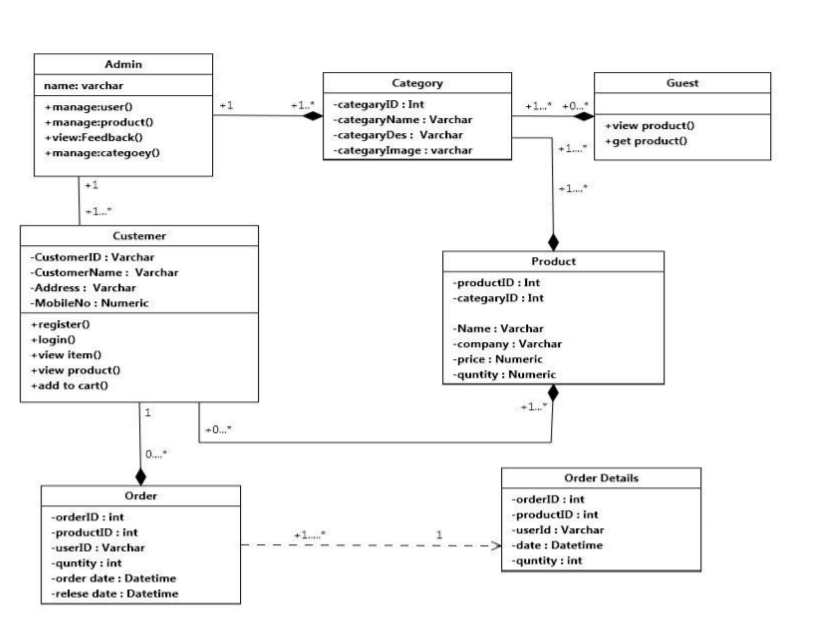 Admin
name: varchar
+manage:user()
+manage:product()
+view:Feedback()
+manage:categoey()
+1
+1..*
Category
-categaryID : Int
-categaryName : Varchar
-categaryDes : Varchar
-categaryImage : varchar
+1...*
+0...*
Guest
+view product()
+get product()
+1....*
+1....*
+1
+1...*
Custemer
-CustomerID : Varchar
-CustomerName : Varchar
-Address : Varchar
-MobileNo : Numeric
+register()
+login()
+view item()
+view product()
+add to cart()
Product
-productID : Int
-categaryID : Int
-Name : Varchar
-company : Varchar
-price : Numeric
-quntity : Numeric
+1...*
1
+0...*
0....*
Order
-orderID : int
-productID : int
-userID : Varchar
-quntity : int
-order date : Datetime
-relese date : Datetime
+1.....*
1
Order Details
-orderID : int
-productID : int
-userId : Varchar
-date : Datetime
-quntity : int